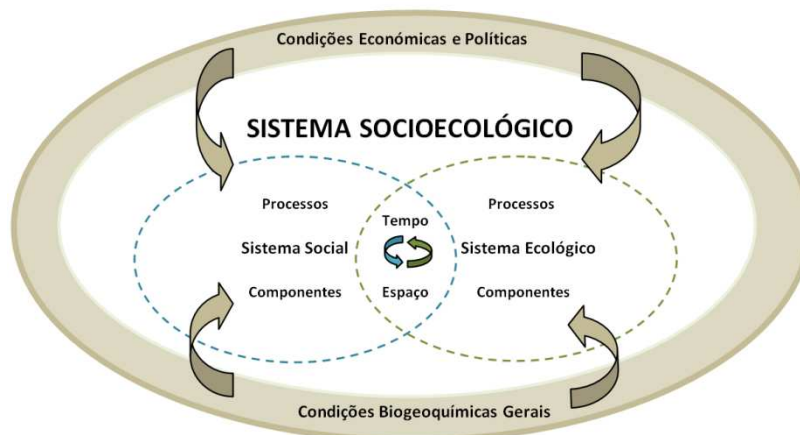 Condições Económicas e Políticas
SISTEMA SOCIOECOLÓGICO
Processos
Processos
Tempo
Sistema Social
Sistema Ecológico
Componentes
Espaço
Componentes
Condições Biogeoquímicas Gerais